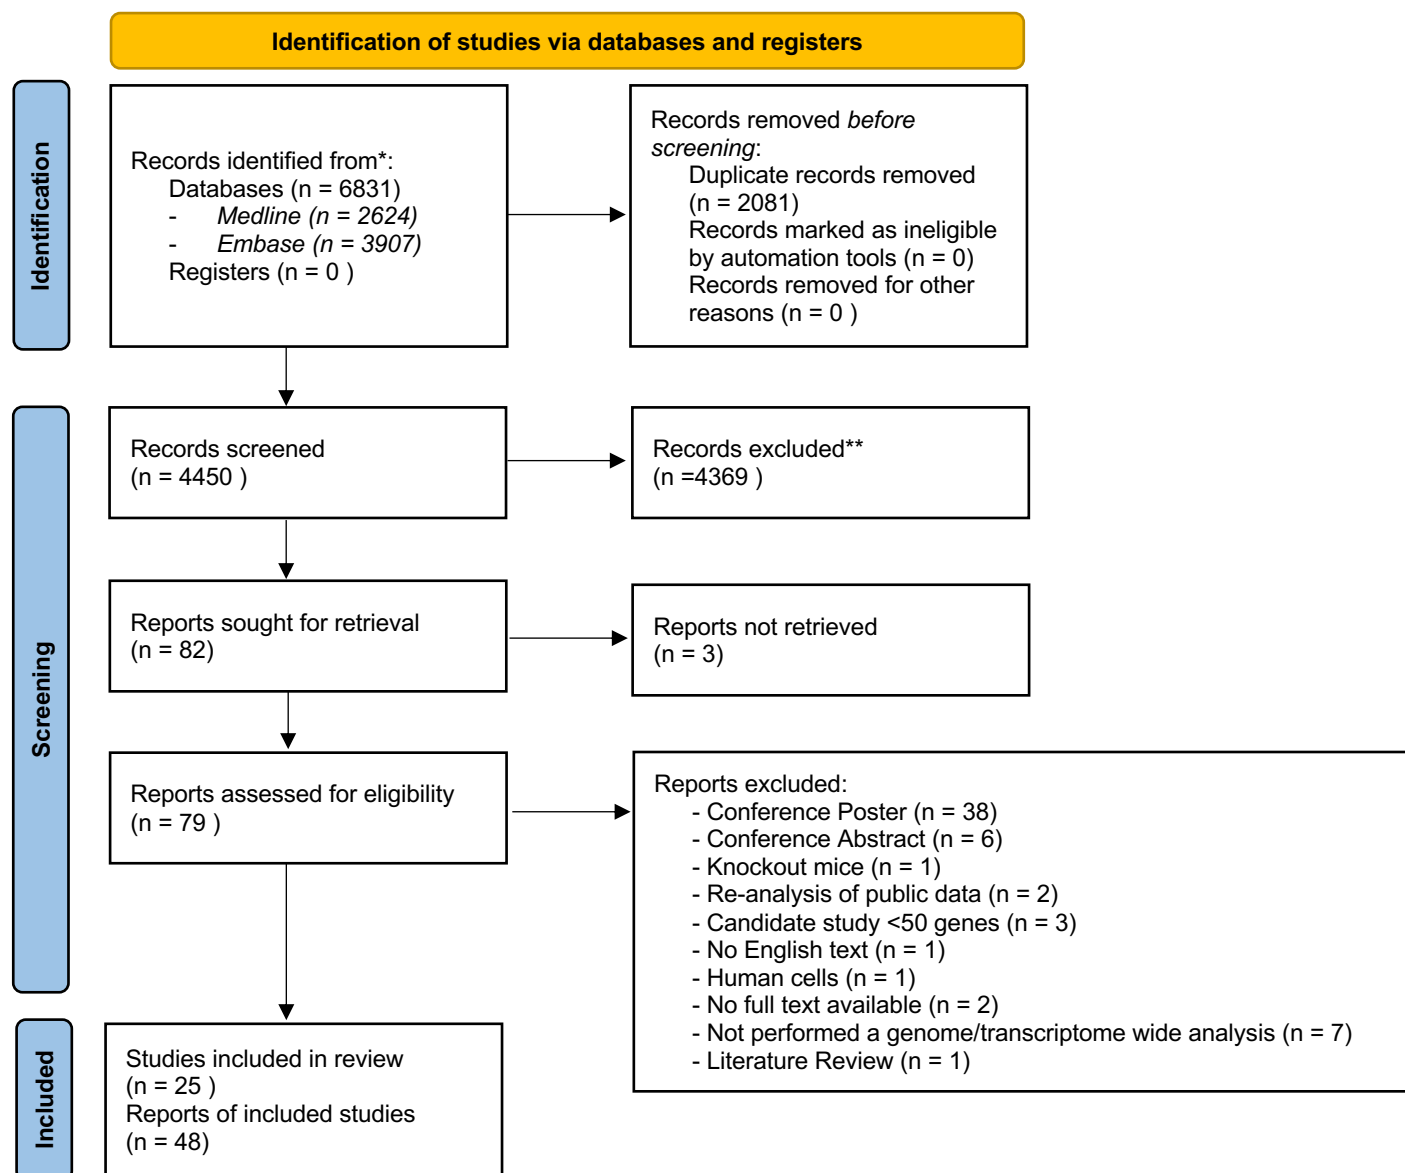 Identification of studies via databases and registers
Identification
Records identified from*:
Databases (n = 6831)
- Medline (n = 2624)
- Embase (n = 3907)
Registers (n = 0 )
Records removed before
screening:
Duplicate records removed
(n = 2081)
Records marked as ineligible
by automation tools (n = 0)
Records removed for other
reasons (n = 0 )
Screening
Records screened
(n = 4450 )
Records excluded**
(n =4369 )
Reports sought for retrieval
(n = 82)
Reports not retrieved
(n = 3)
Reports assessed for eligibility
(n = 79 )
Reports excluded:
- Conference Poster (n = 38)
- Conference Abstract (n = 6)
- Knockout mice (n = 1)
- Re-analysis of public data (n = 2)
- Candidate study <50 genes (n = 3)
- No English text (n = 1)
- Human cells (n = 1)
- No full text available (n = 2)
- Not performed a genome/transcriptome wide analysis (n = 7)
- Literature Review (n = 1)
Included
Studies included in review
(n = 25 )
Reports of included studies
(n = 48)